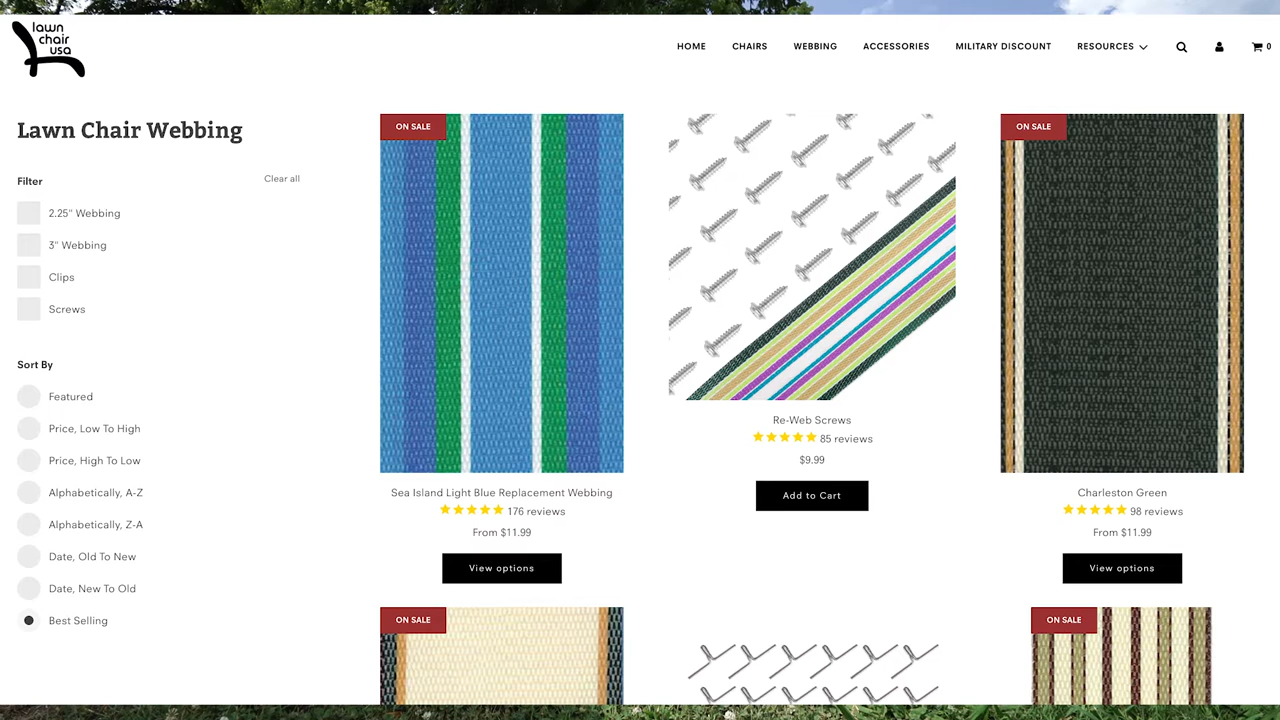 lawn
chair
usa
HOME
CHAIRS
WEBBING
ACCESSORIES
MILITARY DISCOUNT
RESOURCES
0
Lawn Chair Webbing
Filter
Clear all
2.25" Webbing
3" Webbing
Clips
Screws
Sort By
Featured
Price, Low To High
Price, High To Low
Alphabetically, A-Z
Alphabetically, Z-A
Date, Old To New
Date, New To Old
Best Selling
ON SALE
Sea Island Light Blue Replacement Webbing
176 reviews
From $11.99
View options
Re-Web Screws
85 reviews
$9.99
Add to Cart
ON SALE
Charleston Green
98 reviews
From $11.99
View options
ON SALE
ON SALE